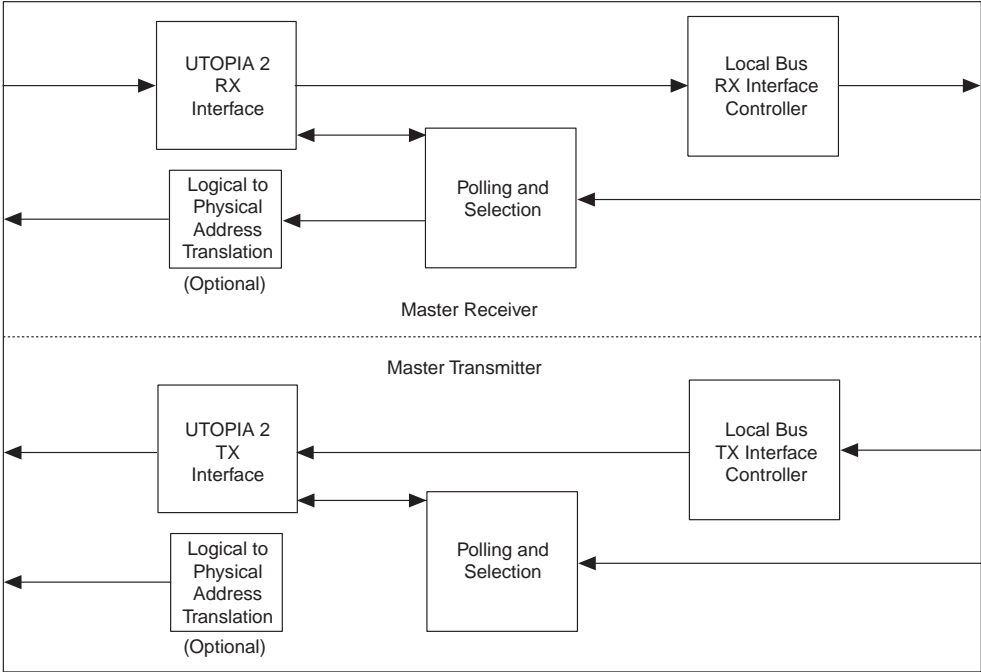 UTOPIA 2
RX
Interface
Local Bus
RX Interface
Controller
Polling and
Selection
Logical to
Physical
Address
Translation
(Optional)
Master Receiver
Master Transmitter
UTOPIA 2
TX
Interface
Local Bus
TX Interface
Controller
Polling and
Selection
Logical to
Physical
Address
Translation
(Optional)